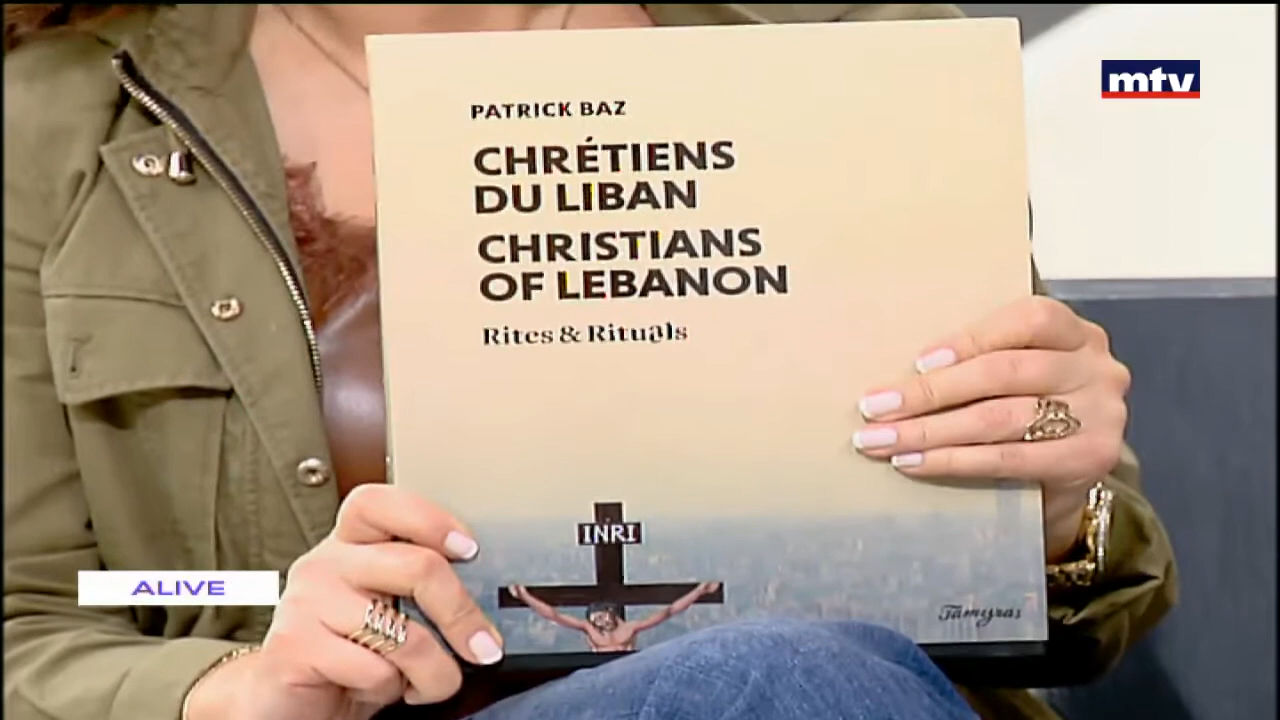 mtv
PATRICK BAZ
CHRÉTIENS
DU LIBAN
CHRISTIANS
OF LEBANON
Rites & Rituals
INRI
Tamyras
ALIVE